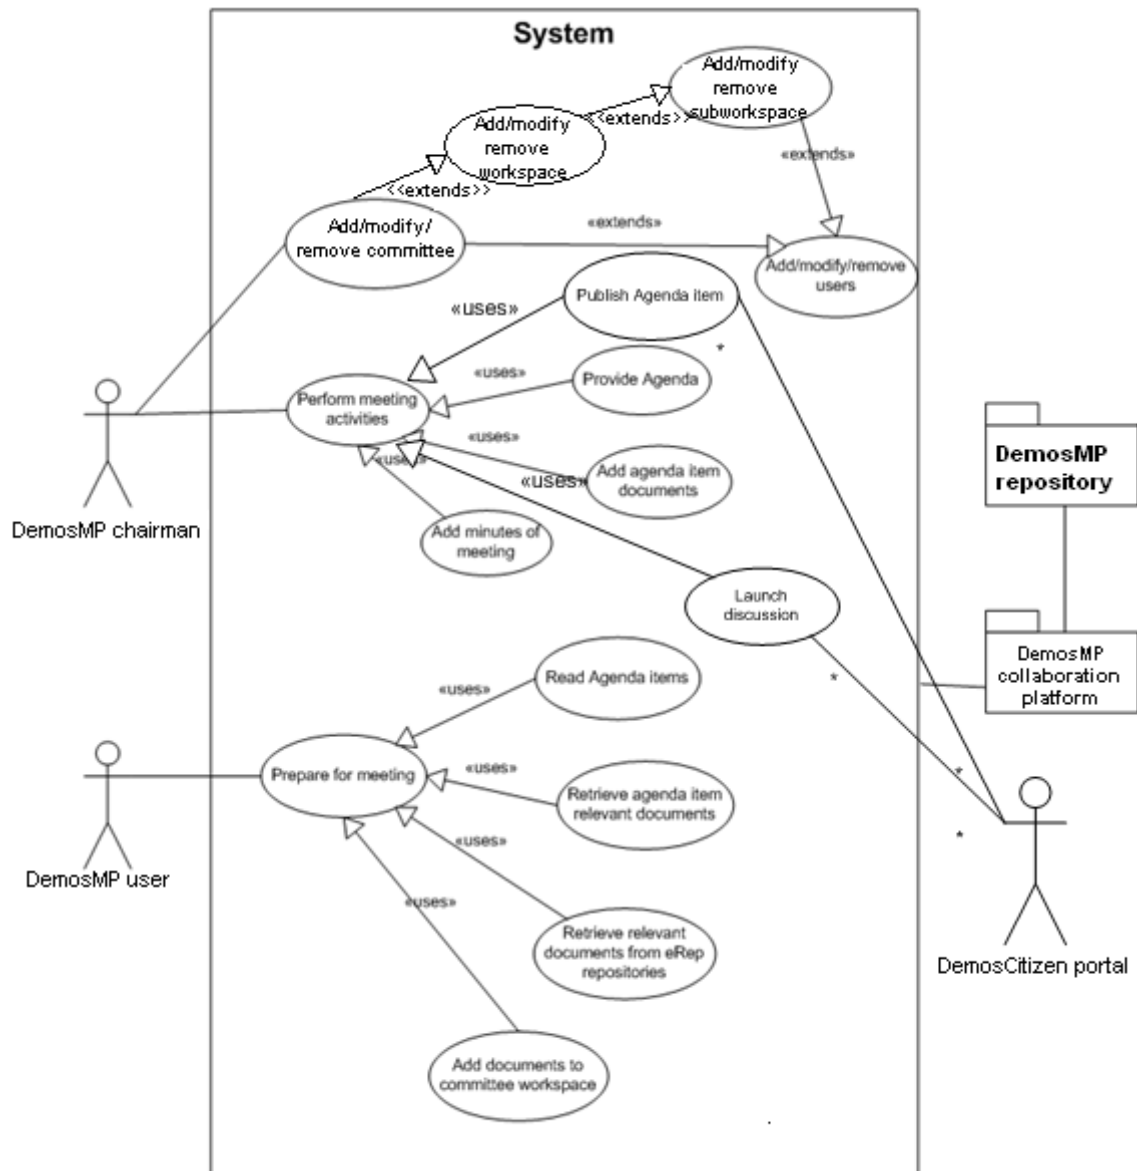 System
Add/modify
remove
subworkspace
<<extends>>
Add/modify
remove
workspace
«extends»
<<extends>>
Add/modify/
remove committee
«extends»
Add/modify/remove
users
Publish Agenda item
«uses»
*
«uses»
Provide Agenda
Perform meeting
activities
«uses»
«uses»
«uses»
Add agenda item
documents
DemosMP
repository
DemosMP chairman
Add minutes of
meeting
Launch
discussion
DemosMP
collaboration
platform
Read Agenda items
*
«uses»
Prepare for meeting
«uses»
*
Retrieve agenda item
relevant documents
*
«uses»
DemosMP user
«uses»
Retrieve relevant
documents from eRep
repositories
DemosCitizen portal
Add documents to
committee workspace